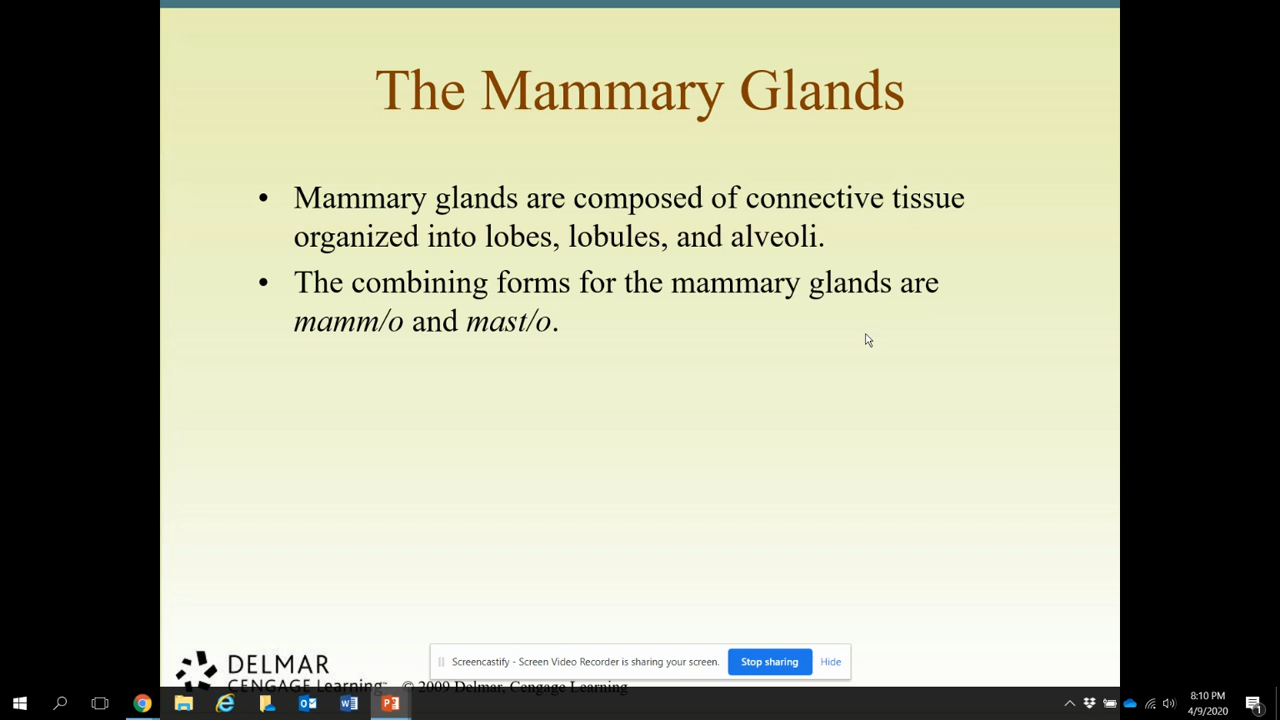 The Mammary Glands
• Mammary glands are composed of connective tissue
organized into lobes, lobules, and alveoli.
• The combining forms for the mammary glands are
mamm/o and mast/o.
Screencastify - Screen Video Recorder is sharing your screen.
Stop sharing
Hide
DELMAR
CENGAGE Learning™
© 2009 Delmar, Cengage Learning
8:10 PM
4/9/2020